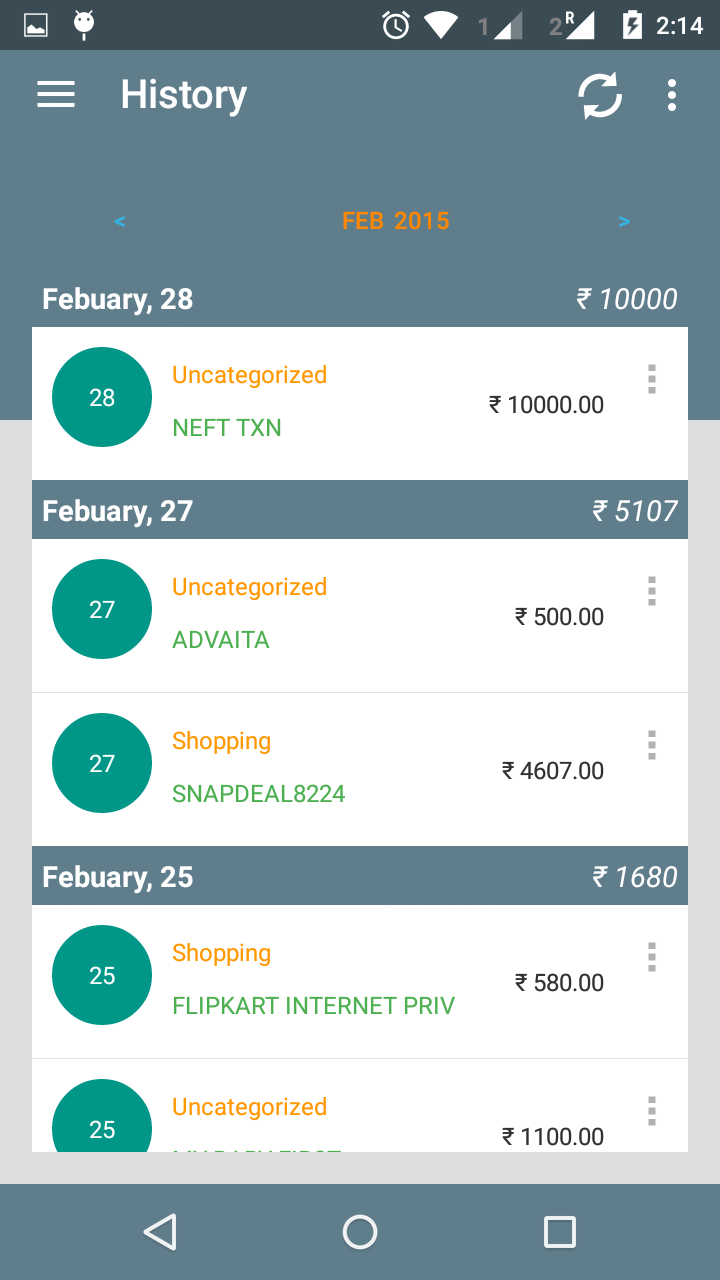 1 2 R 2:14
History
< FEB 2015 >
Febuary, 28 ₹ 10000
28 Uncategorized ₹ 10000.00
NEFT TXN
Febuary, 27 ₹ 5107
27 Uncategorized ₹ 500.00
ADVAITA
27 Shopping ₹ 4607.00
SNAPDEAL8224
Febuary, 25 ₹ 1680
25 Shopping ₹ 580.00
FLIPKART INTERNET PRIV
25 Uncategorized ₹ 1100.00